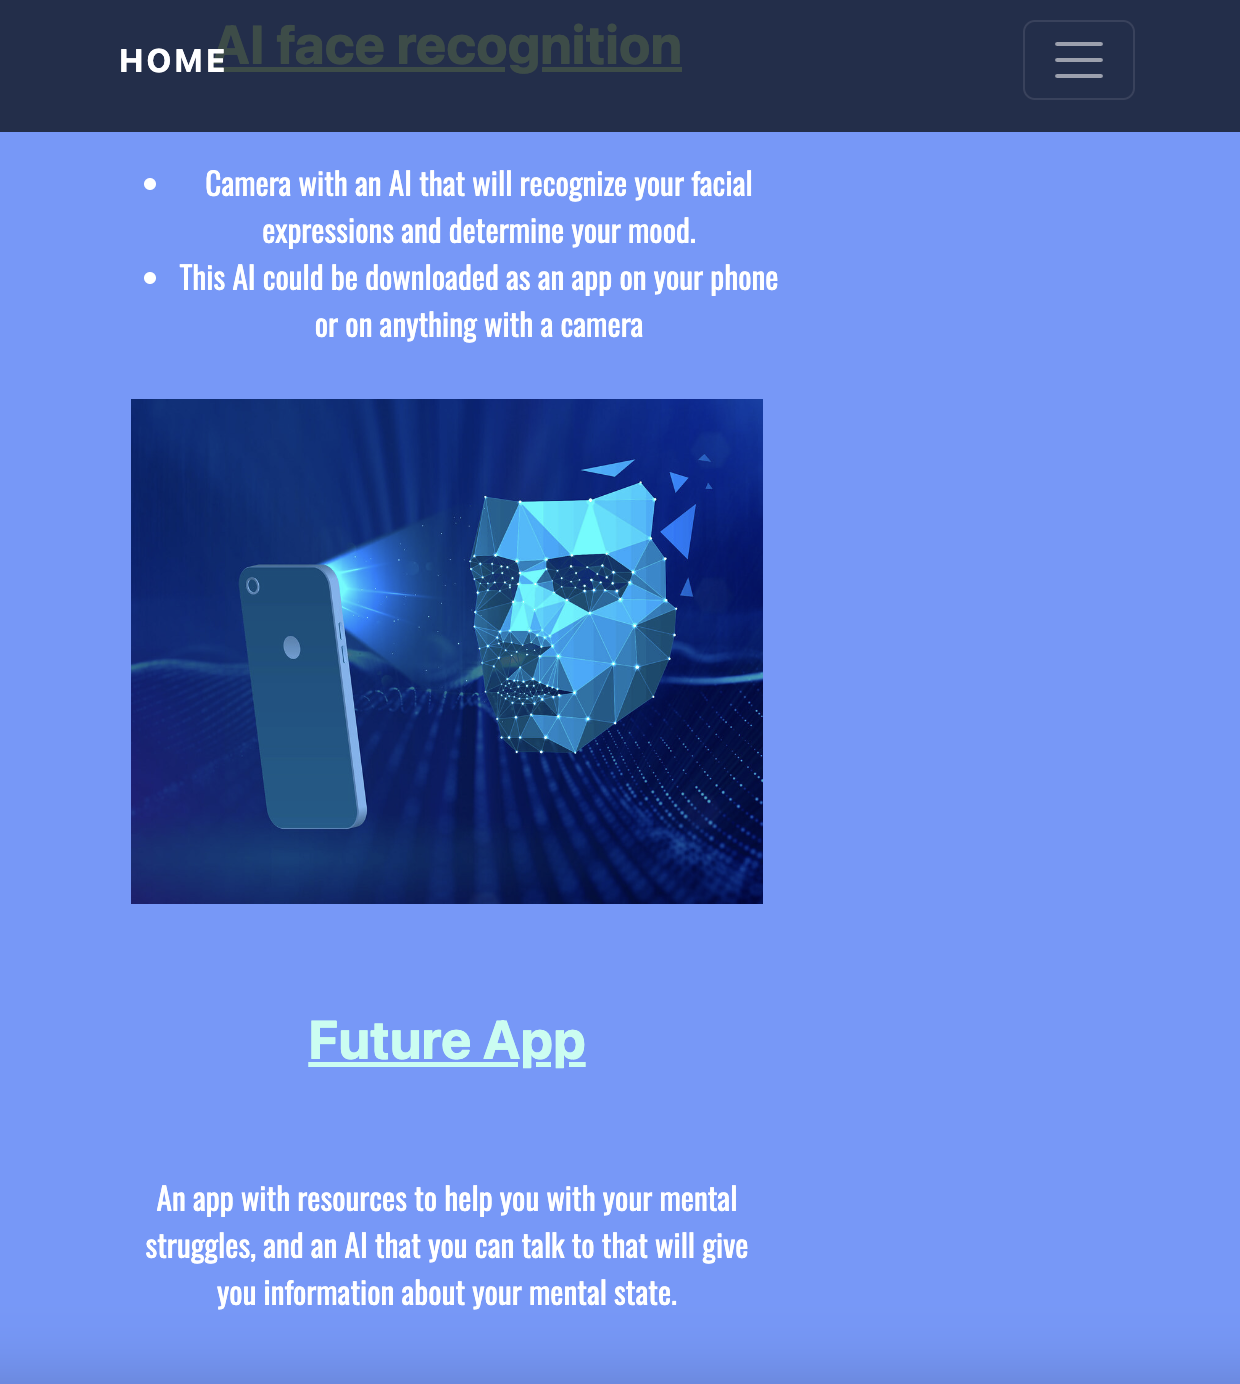 AI face recognition
HOME
Camera with an AI that will recognize your facial
expressions and determine your mood.
This AI could be downloaded as an app on your phone
or on anything with a camera
Future App
An app with resources to help you with your mental
struggles, and an AI that you can talk to that will give
you information about your mental state.